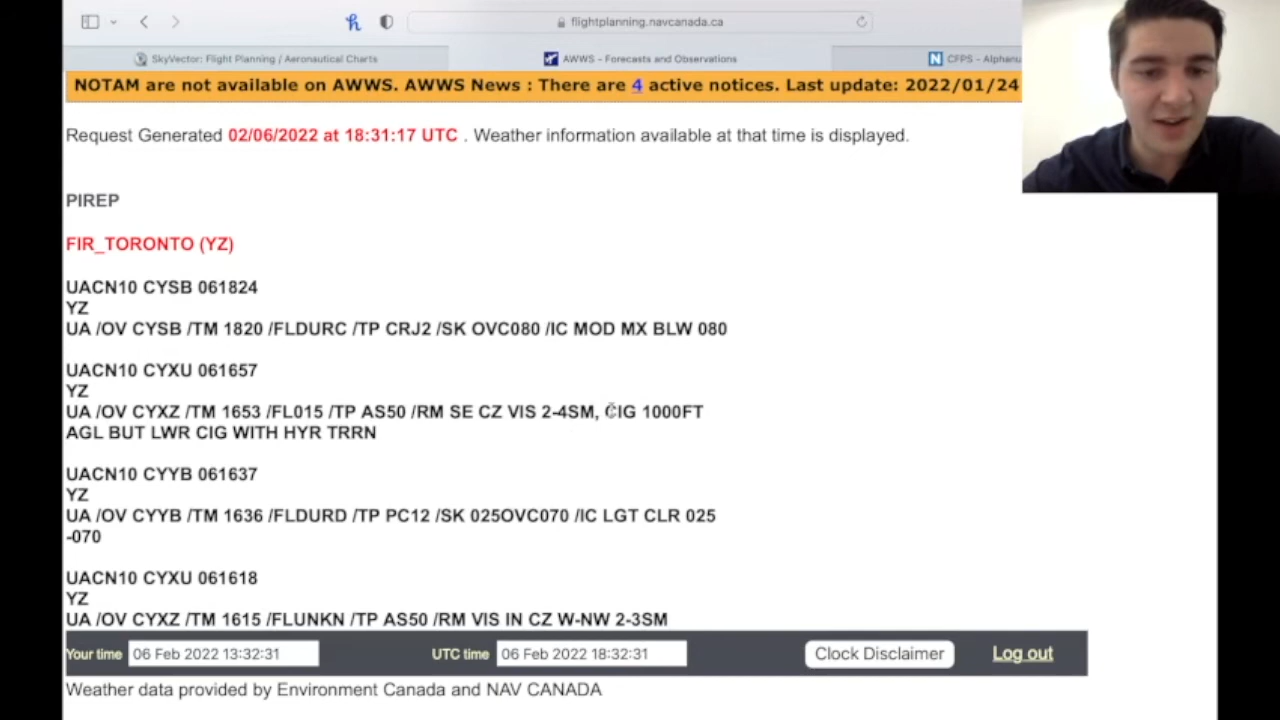 flightplanning.navcanada.ca
SkyVector: Flight Planning / Aeronautical Charts
AWWS - Forecasts and Observations
CFPS - Alphanu
NOTAM are not available on AWWS. AWWS News : There are 4 active notices. Last update: 2022/01/24
Request Generated 02/06/2022 at 18:31:17 UTC . Weather information available at that time is displayed.
PIREP
FIR_TORONTO (YZ)
UACN10 CYSB 061824
YZ
UA /OV CYSB /TM 1820 /FLDURC /TP CRJ2 /SK OVC080 /IC MOD MX BLW 080
UACN10 CYXU 061657
YZ
UA /OV CYXZ /TM 1653 /FL015 /TP AS50 /RM SE CZ VIS 2-4SM, CIG 1000FT
AGL BUT LWR CIG WITH HYR TRRN
UACN10 CYYB 061637
YZ
UA /OV CYYB /TM 1636 /FLDURD /TP PC12 /SK 025OVC070 /IC LGT CLR 025
-070
UACN10 CYXU 061618
YZ
UA /OV CYXZ /TM 1615 /FLUNKN /TP AS50 /RM VIS IN CZ W-NW 2-3SM
Your time 06 Feb 2022 13:32:31 UTC time 06 Feb 2022 18:32:31 Clock Disclaimer Log out
Weather data provided by Environment Canada and NAV CANADA